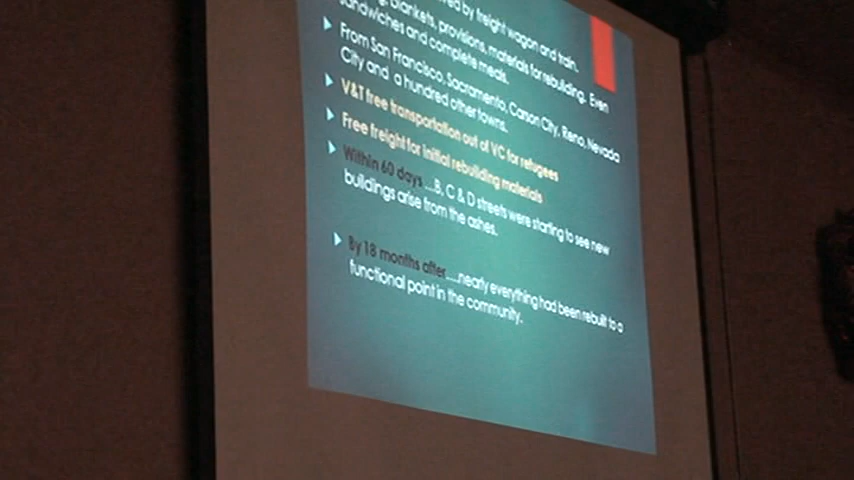 by freight wagon and train.
blankets, provisions, materials for rebuilding. Even
sandwiches and complete meals.
From San Francisco, Sacramento, Carson City, Reno, Nevada
City and a hundred other towns.
V&T free transportation out of VC for refugees
Free freight for initial rebuilding materials
Within 60 days ...B, C & D streets were starting to see new
buildings arise from the ashes.
By 18 months after ....nearly everything had been rebuilt to a
functional point in the community.